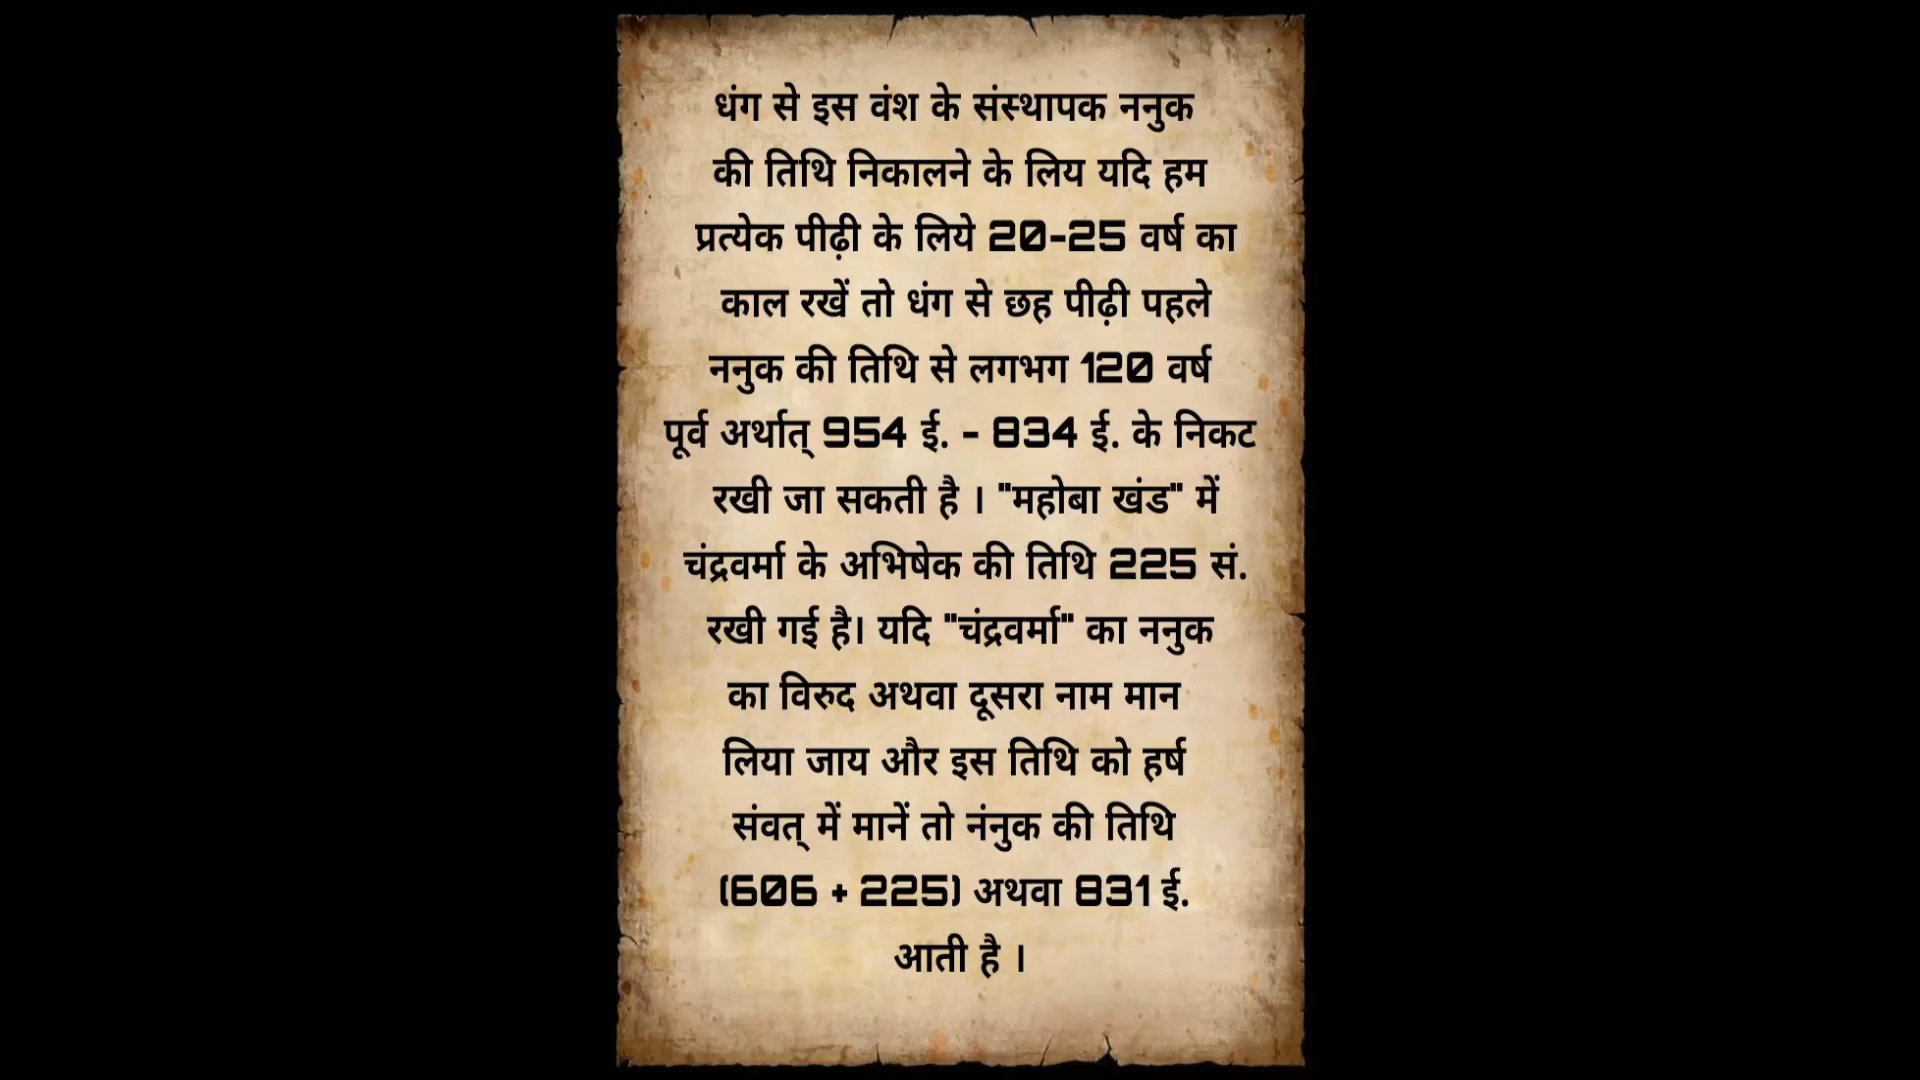 धंग से इस वंश के संस्थापक ननुक
की तिथि निकालने के लिय यदि हम
प्रत्येक पीढ़ी के लिये 20-25 वर्ष का
काल रखें तो धंग से छह पीढ़ी पहले
ननुक की तिथि से लगभग 120 वर्ष
पूर्व अर्थात् 954 ई. - 834 ई. के निकट
रखी जा सकती है । "महोबा खंड" में
चंद्रवर्मा के अभिषेक की तिथि 225 सं.
रखी गई है। यदि "चंद्रवर्मा" का ननुक
का विरुद अथवा दूसरा नाम मान
लिया जाय और इस तिथि को हर्ष
संवत् में मानें तो नंनुक की तिथि
(606 + 225) अथवा 831 ई.
आती है ।